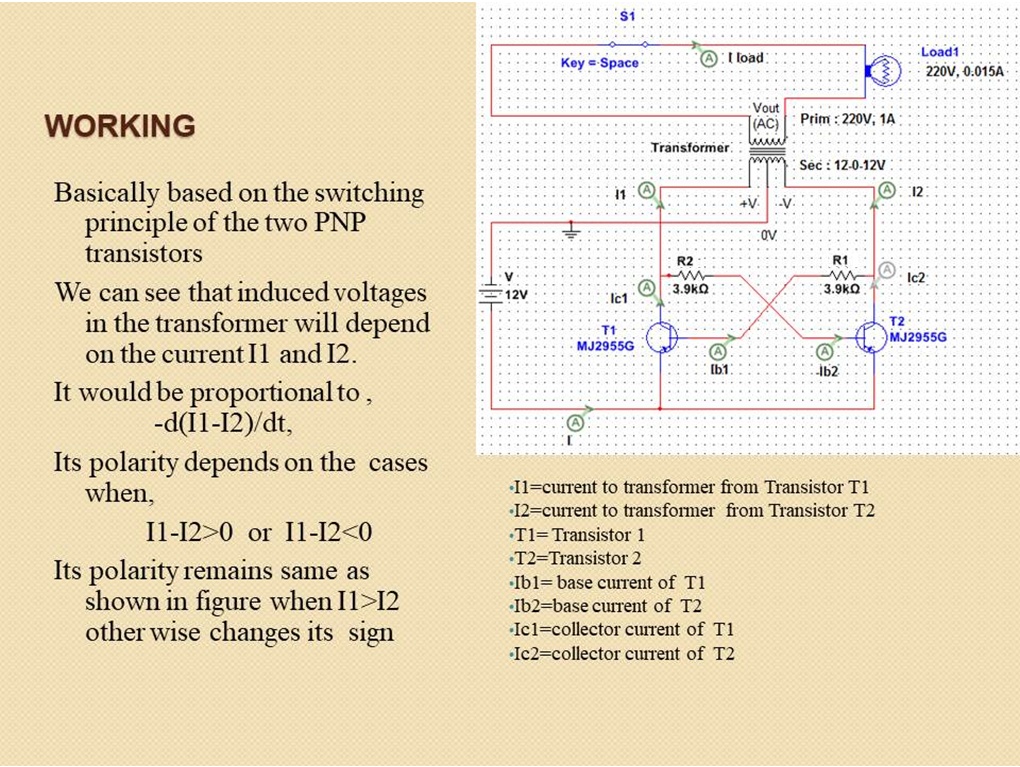 WORKING
Basically based on the switching
principle of the two PNP
transistors
We can see that induced voltages
in the transformer will depend
on the current I1 and I2.
It would be proportional to ,
-d(I1-I2)/dt,
Its polarity depends on the cases
when,
I1-I2>0 or I1-I2<0
Its polarity remains same as
shown in figure when I1>I2
other wise changes its sign
S1
Key = Space
A
I load
Load1
220V, 0.015A
Vout
(AC)
Prim : 220V, 1A
Transformer
Sec : 12-0-12V
I1
A
A
I2
+V
-V
0V
R2
3.9kΩ
R1
3.9kΩ
A
Ic2
V
12V
Ic1
A
T1
MJ2955G
T2
MJ2955G
A
Ib1
A
Ib2
A
I
•I1=current to transformer from Transistor T1
•I2=current to transformer from Transistor T2
•T1= Transistor 1
•T2=Transistor 2
•Ib1= base current of T1
•Ib2=base current of T2
•Ic1=collector current of T1
•Ic2=collector current of T2